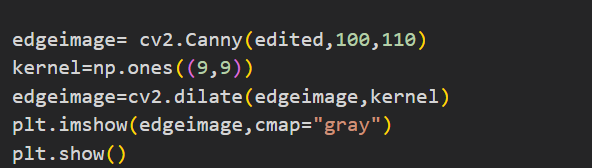 edgeimage= cv2.Canny(edited,100,110)
kernel=np.ones((9,9))
edgeimage=cv2.dilate(edgeimage,kernel)
plt.imshow(edgeimage,cmap="gray")
plt.show()